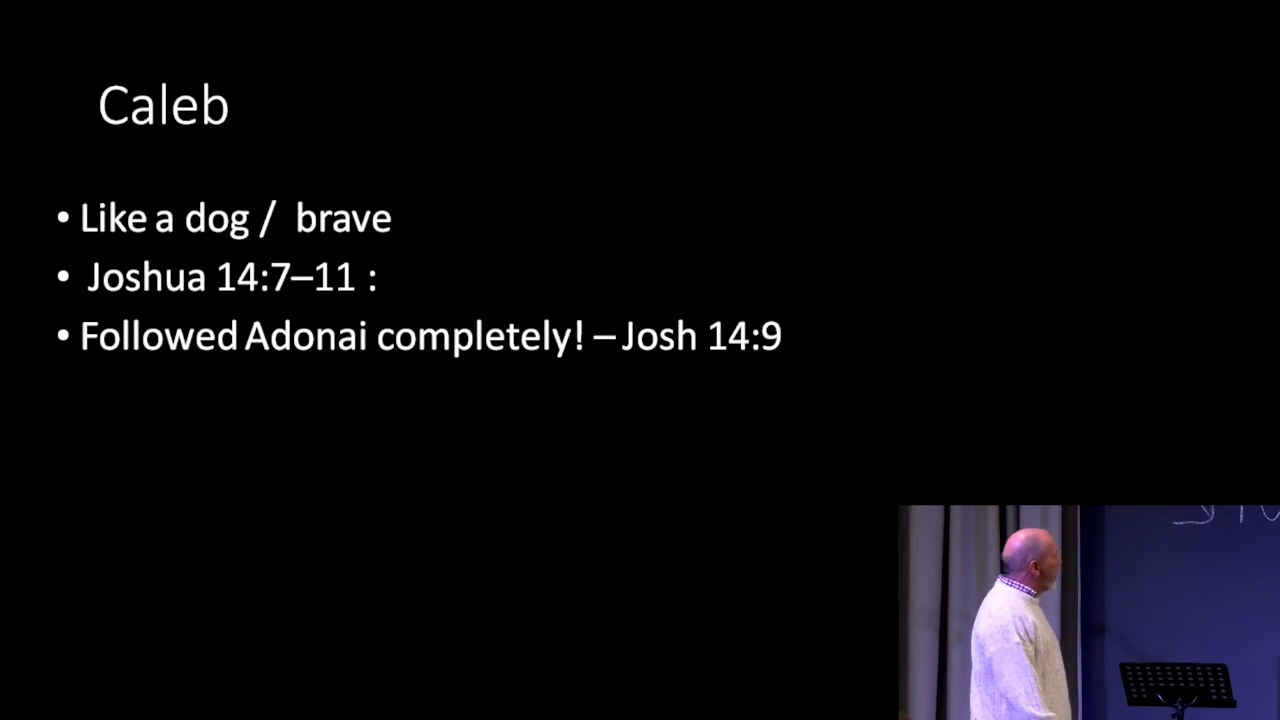 Caleb
• Like a dog / brave
• Joshua 14:7–11 :
• Followed Adonai completely! – Josh 14:9